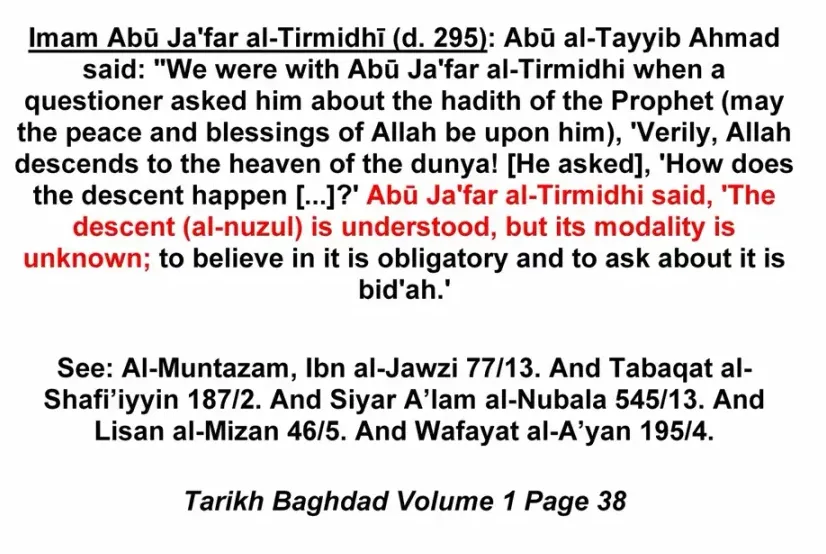 Imam Abū Ja'far al-Tirmidhī (d. 295): Abū al-Tayyib Ahmad
said: "We were with Abū Ja'far al-Tirmidhi when a
questioner asked him about the hadith of the Prophet (may
the peace and blessings of Allah be upon him), 'Verily, Allah
descends to the heaven of the dunya! [He asked], 'How does
the descent happen [...]?' Abū Ja'far al-Tirmidhi said, 'The
descent (al-nuzul) is understood, but its modality is
unknown; to believe in it is obligatory and to ask about it is
bid'ah.'
See: Al-Muntazam, Ibn al-Jawzi 77/13. And Tabaqat al-
Shafi’iyyin 187/2. And Siyar A’lam al-Nubala 545/13. And
Lisan al-Mizan 46/5. And Wafayat al-A’yan 195/4.
Tarikh Baghdad Volume 1 Page 38